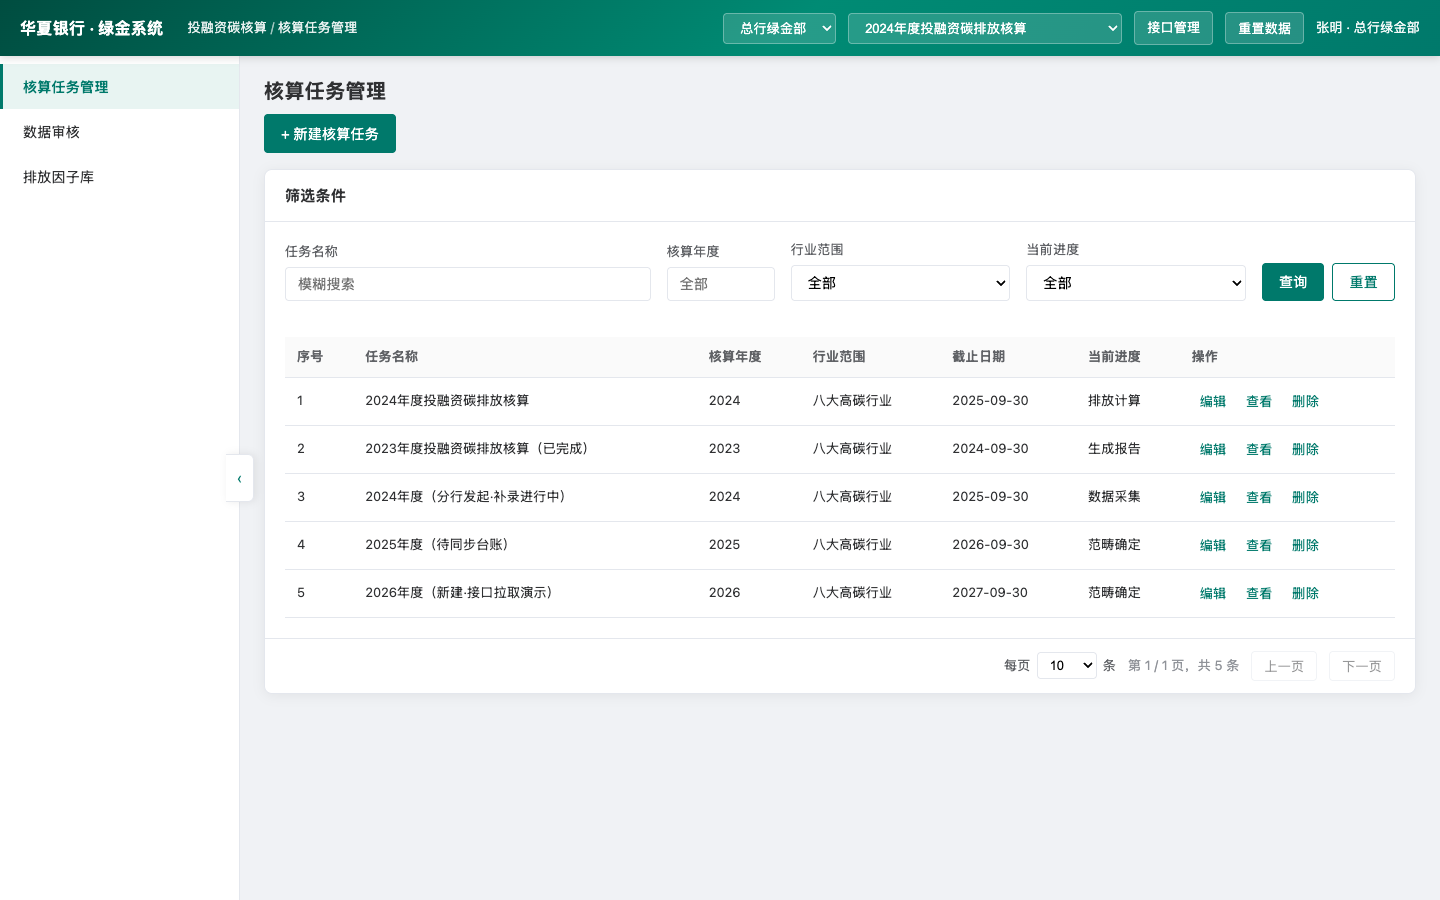 华夏银行 · 绿金系统 投融资碳核算 / 核算任务管理 总行绿金部 2024年度投融资碳排放核算 接口管理 重置数据 张明 · 总行绿金部
核算任务管理
数据审核
排放因子库
‹
核算任务管理
+ 新建核算任务
筛选条件
任务名称 核算年度 行业范围 当前进度
模糊搜索 全部 全部 全部 查询 重置
序号 任务名称 核算年度 行业范围 截止日期 当前进度 操作
1 2024年度投融资碳排放核算 2024 八大高碳行业 2025-09-30 排放计算 编辑 查看 删除
2 2023年度投融资碳排放核算（已完成） 2023 八大高碳行业 2024-09-30 生成报告 编辑 查看 删除
3 2024年度（分行发起·补录进行中） 2024 八大高碳行业 2025-09-30 数据采集 编辑 查看 删除
4 2025年度（待同步台账） 2025 八大高碳行业 2026-09-30 范畴确定 编辑 查看 删除
5 2026年度（新建·接口拉取演示） 2026 八大高碳行业 2027-09-30 范畴确定 编辑 查看 删除
每页 10 条 第 1 / 1 页，共 5 条 上一页 下一页